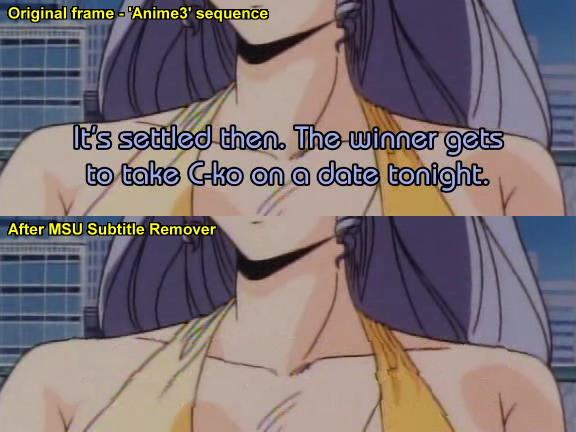 Original frame - 'Anime3' sequence
It's settled then. The winner gets
to take C-ko on a date tonight.
After MSU Subtitle Remover